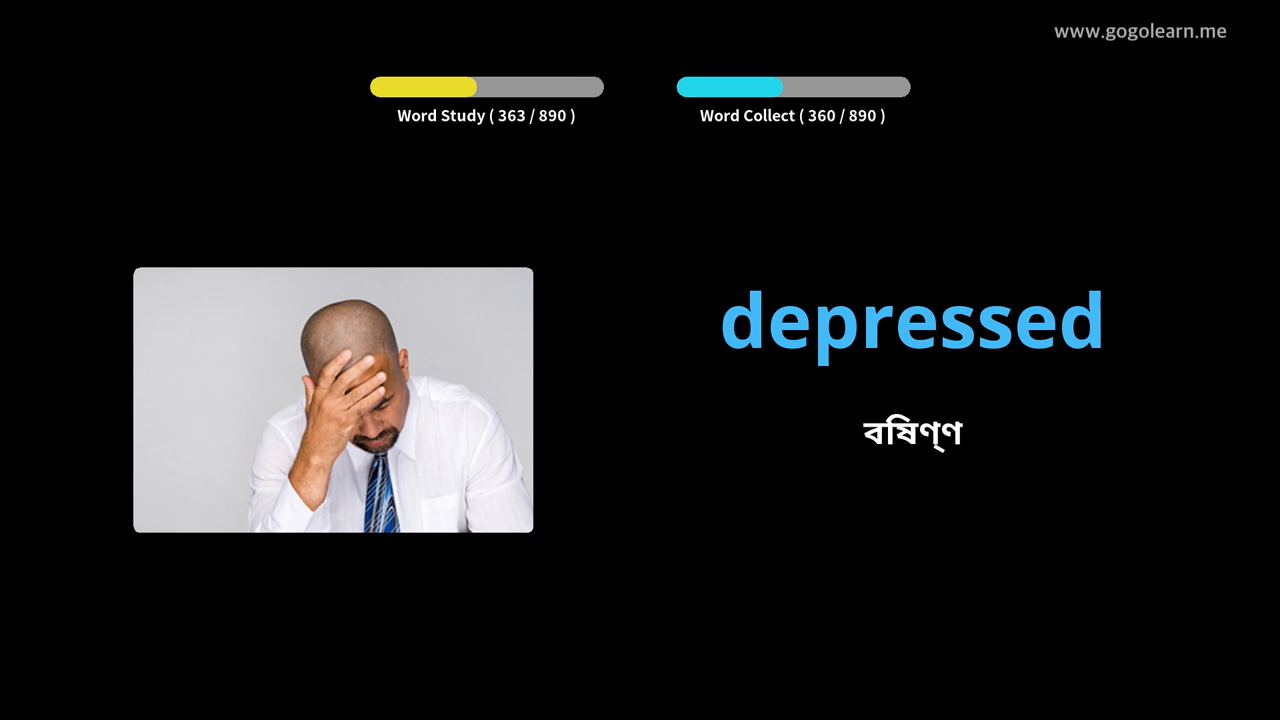 www.gogolearn.me
Word Study ( 363 / 890 )
Word Collect ( 360 / 890 )
depressed
বিষণ্ণ